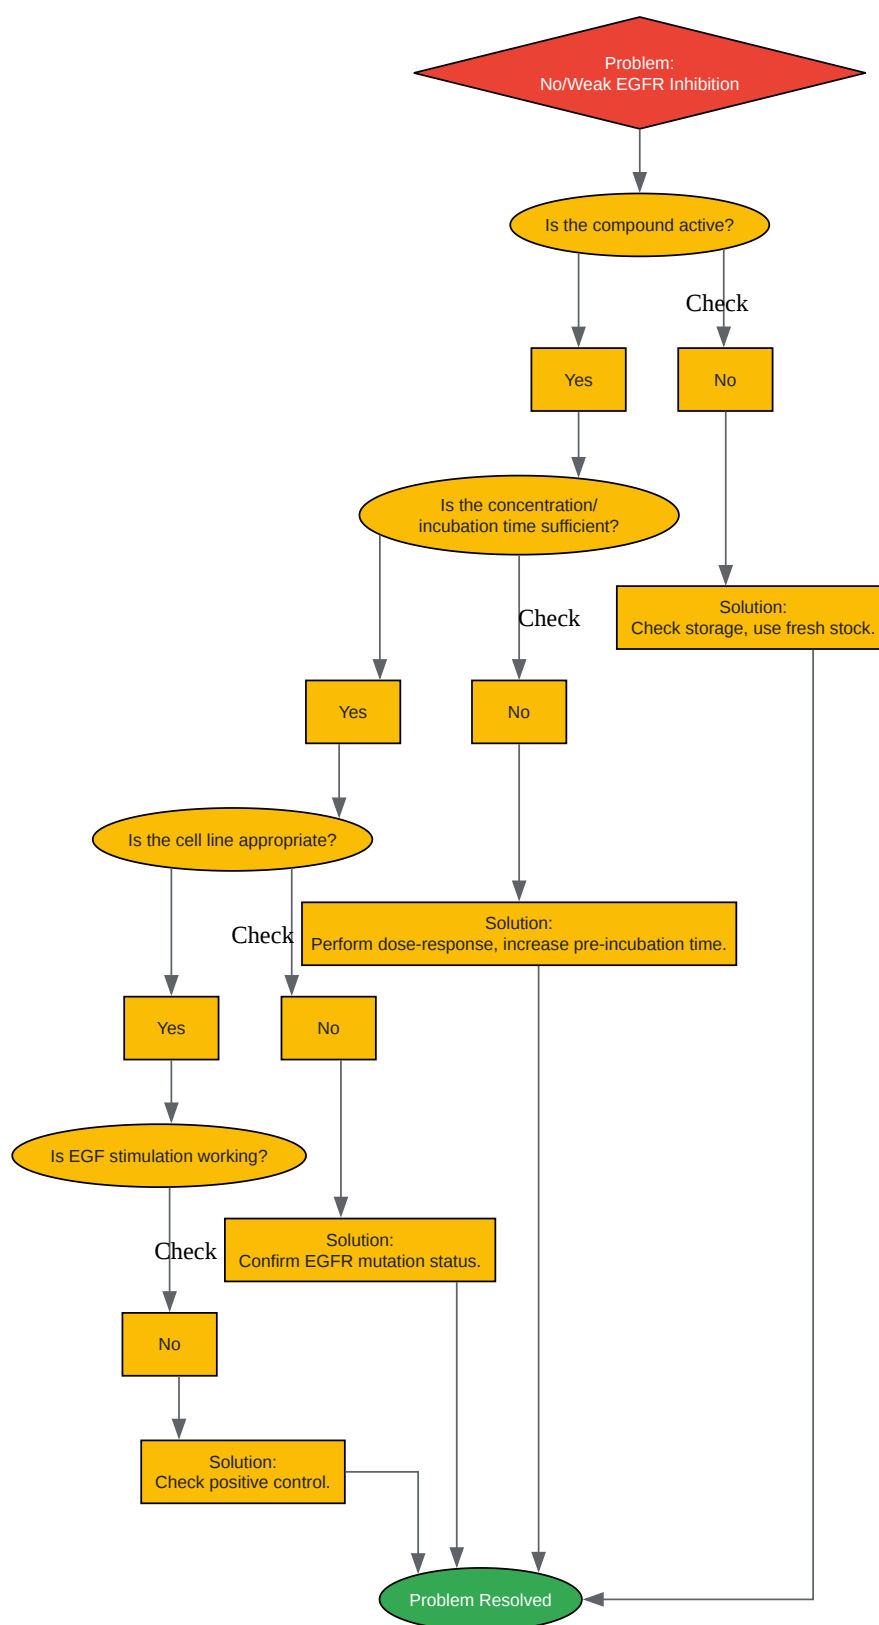 Problem:
No/Weak EGFR Inhibition
Is the compound active?
Check
Yes
No
Is the concentration/
incubation time sufficient?
Solution:
Check storage, use fresh stock.
Check
Yes
No
Is the cell line appropriate?
Check
Solution:
Perform dose-response, increase pre-incubation time.
Yes
No
Is EGF stimulation working?
Check
Solution:
Confirm EGFR mutation status.
No
Solution:
Check positive control.
Problem Resolved